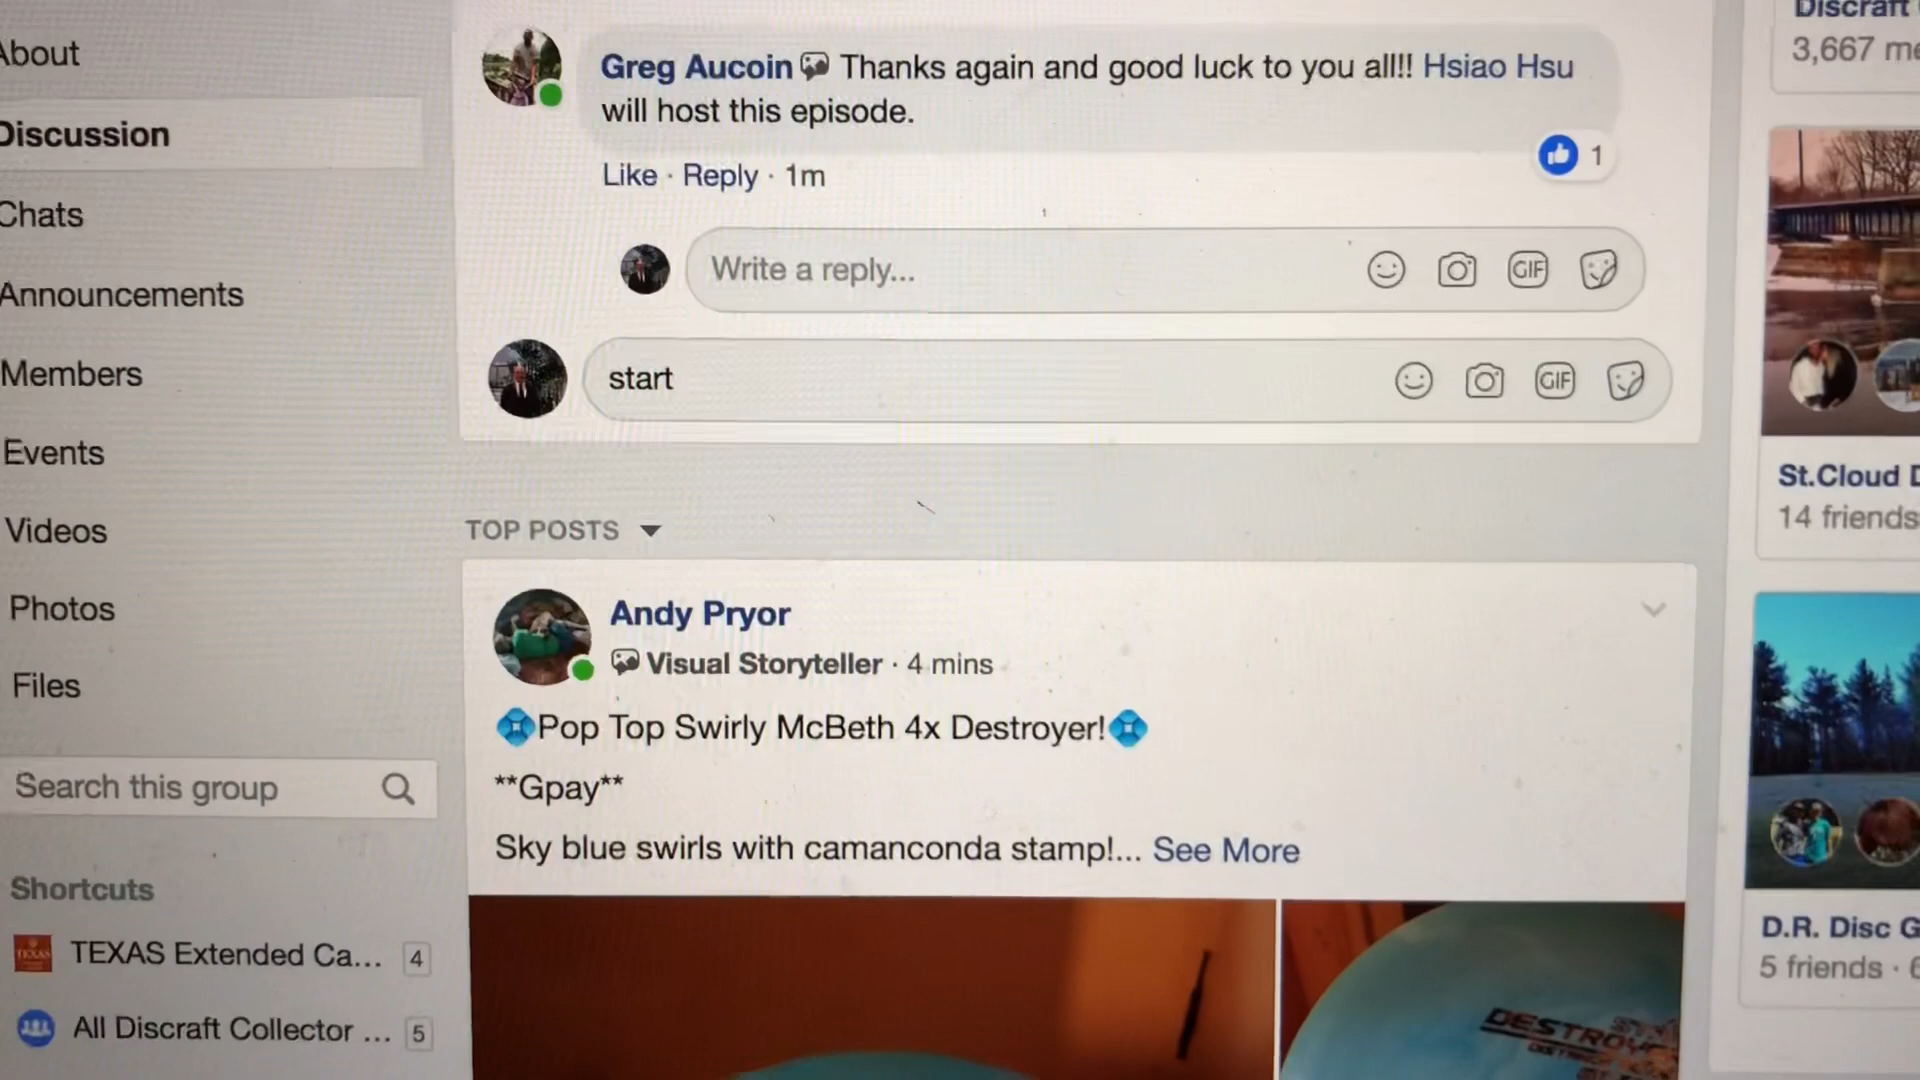 About
Discussion
Chats
Announcements
Members
Events
Videos
Photos
Files
Search this group
Shortcuts
TEXAS Extended Ca... 4
All Discraft Collector ... 5
Greg Aucoin Thanks again and good luck to you all!! Hsiao Hsu
will host this episode.
1
Like · Reply · 1m
Write a reply...
GIF
start
GIF
TOP POSTS
Andy Pryor
Visual Storyteller · 4 mins
💠Pop Top Swirly McBeth 4x Destroyer!💠
**Gpay**
Sky blue swirls with camanconda stamp!... See More
Discraft
3,667
St.Cloud
14 friends
D.R. Disc
5 friends ·